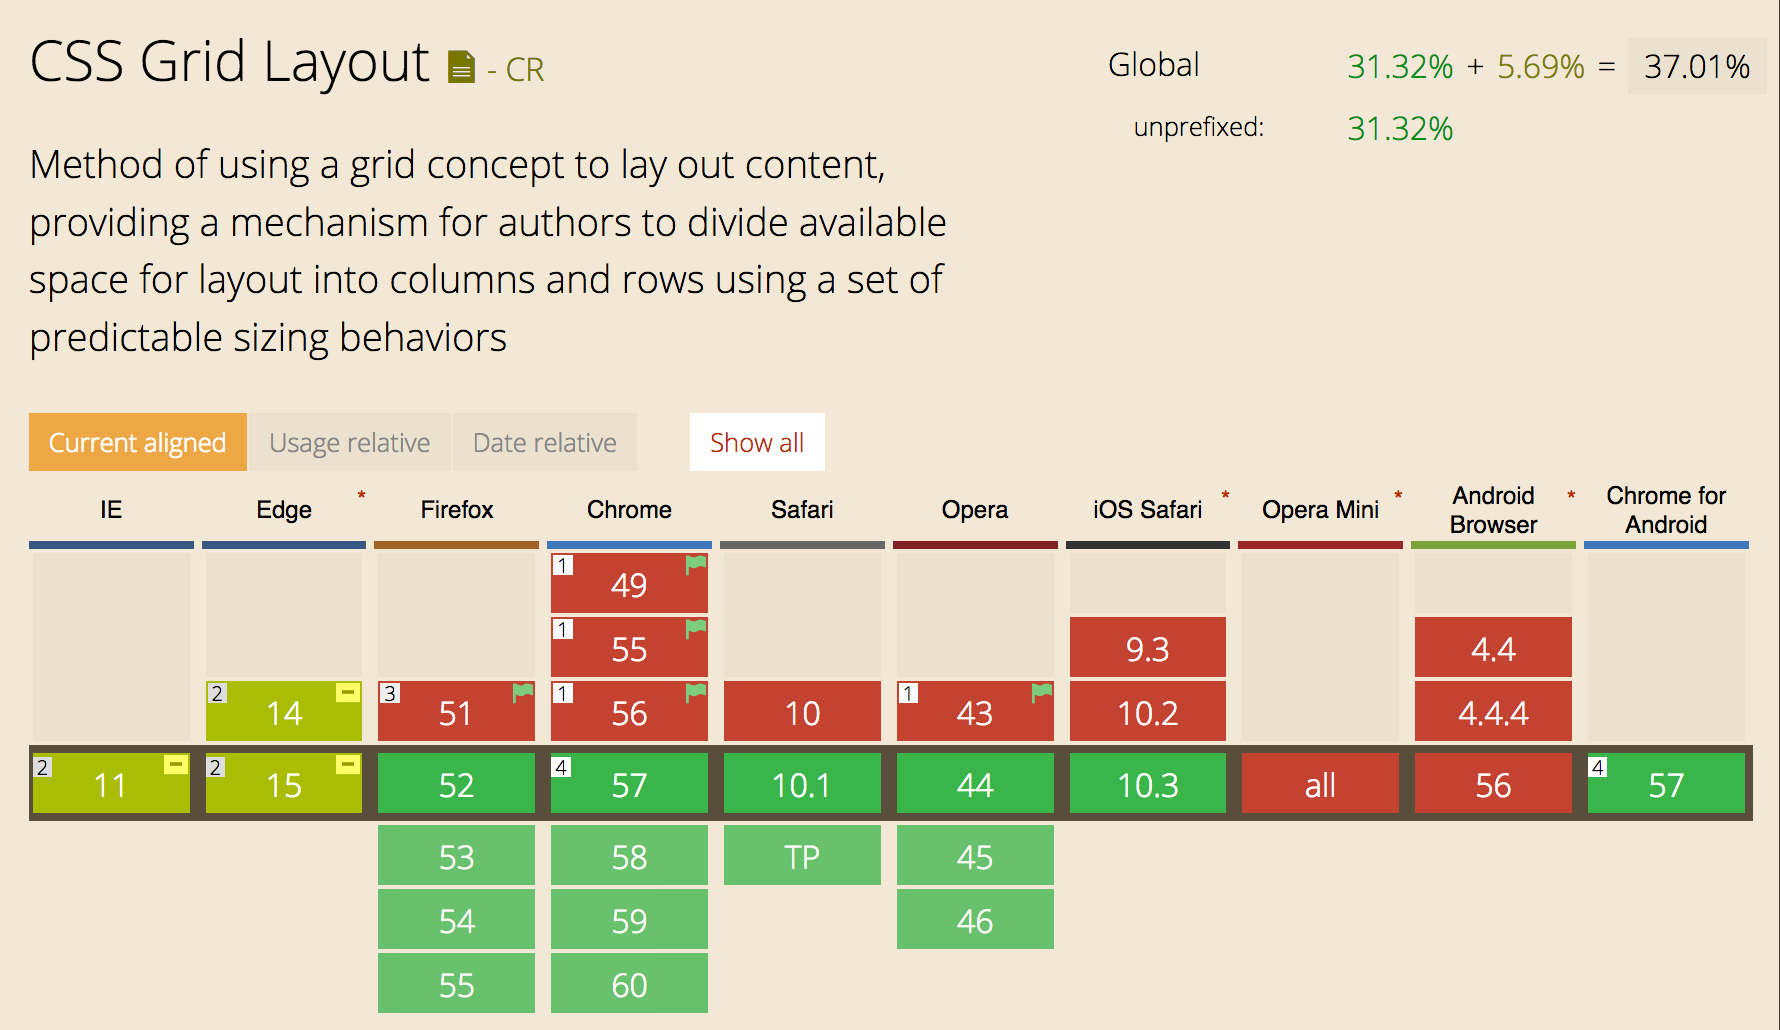 CSS Grid Layout - CR
Global 31.32% + 5.69% = 37.01%
unprefixed: 31.32%
Method of using a grid concept to lay out content,
providing a mechanism for authors to divide available
space for layout into columns and rows using a set of
predictable sizing behaviors
Current aligned Usage relative Date relative Show all
IE Edge * Firefox Chrome Safari Opera iOS Safari * Opera Mini * Android Browser * Chrome for Android
1 49
1 55 9.3 4.4
2 14 3 51 1 56 10 1 43 10.2 4.4.4
2 11 2 15 52 4 57 10.1 44 10.3 all 56 4 57
53 58 TP 45
54 59 46
55 60